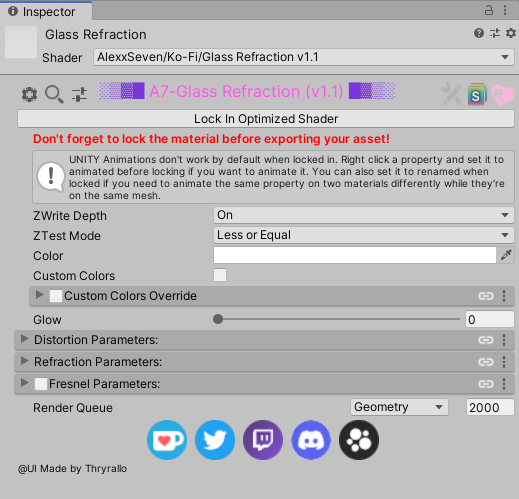 Inspector
Glass Refraction
Shader AlexxSeven/Ko-Fi/Glass Refraction v1.1
A7-Glass Refraction (v1.1)
S
Lock In Optimized Shader
Don't forget to lock the material before exporting your asset!
UNITY Animations don't work by default when locked in. Right click a property and set it to
animated before locking if you want to animate it. You can also set it to renamed when
locked if you need to animate the same property on two materials differently while they're
on the same mesh.
ZWrite Depth On
ZTest Mode Less or Equal
Color
Custom Colors
Custom Colors Override
Glow 0
Distortion Parameters:
Refraction Parameters:
Fresnel Parameters:
Render Queue Geometry 2000
@UI Made by Thryrallo